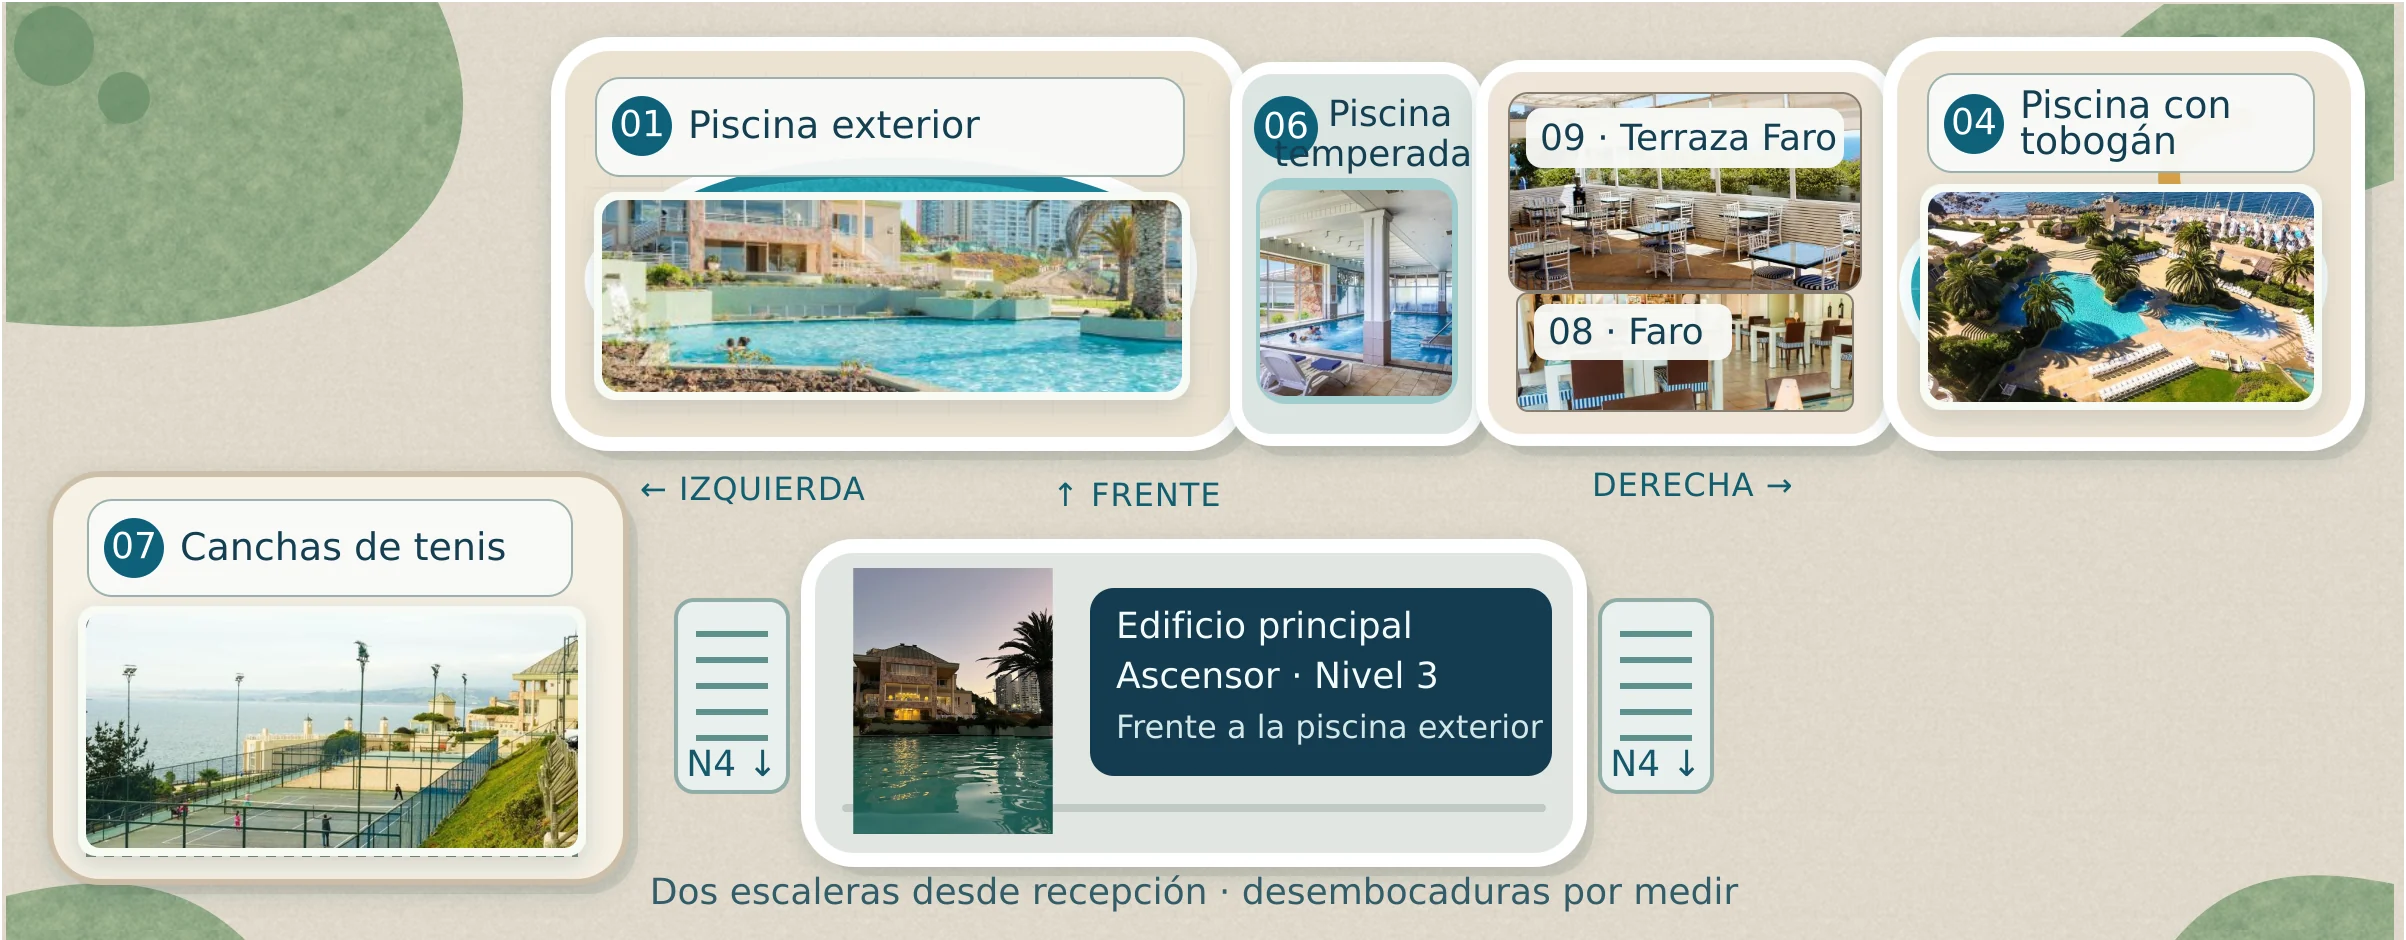 01 Piscina exterior
06 Piscina
temperada
09 · Terraza Faro
08 · Faro
04 Piscina con
tobogán
← IZQUIERDA
↑ FRENTE
DERECHA →
07 Canchas de tenis
N4 ↓
Edificio principal
Ascensor · Nivel 3
Frente a la piscina exterior
N4 ↓
Dos escaleras desde recepción · desembocaduras por medir